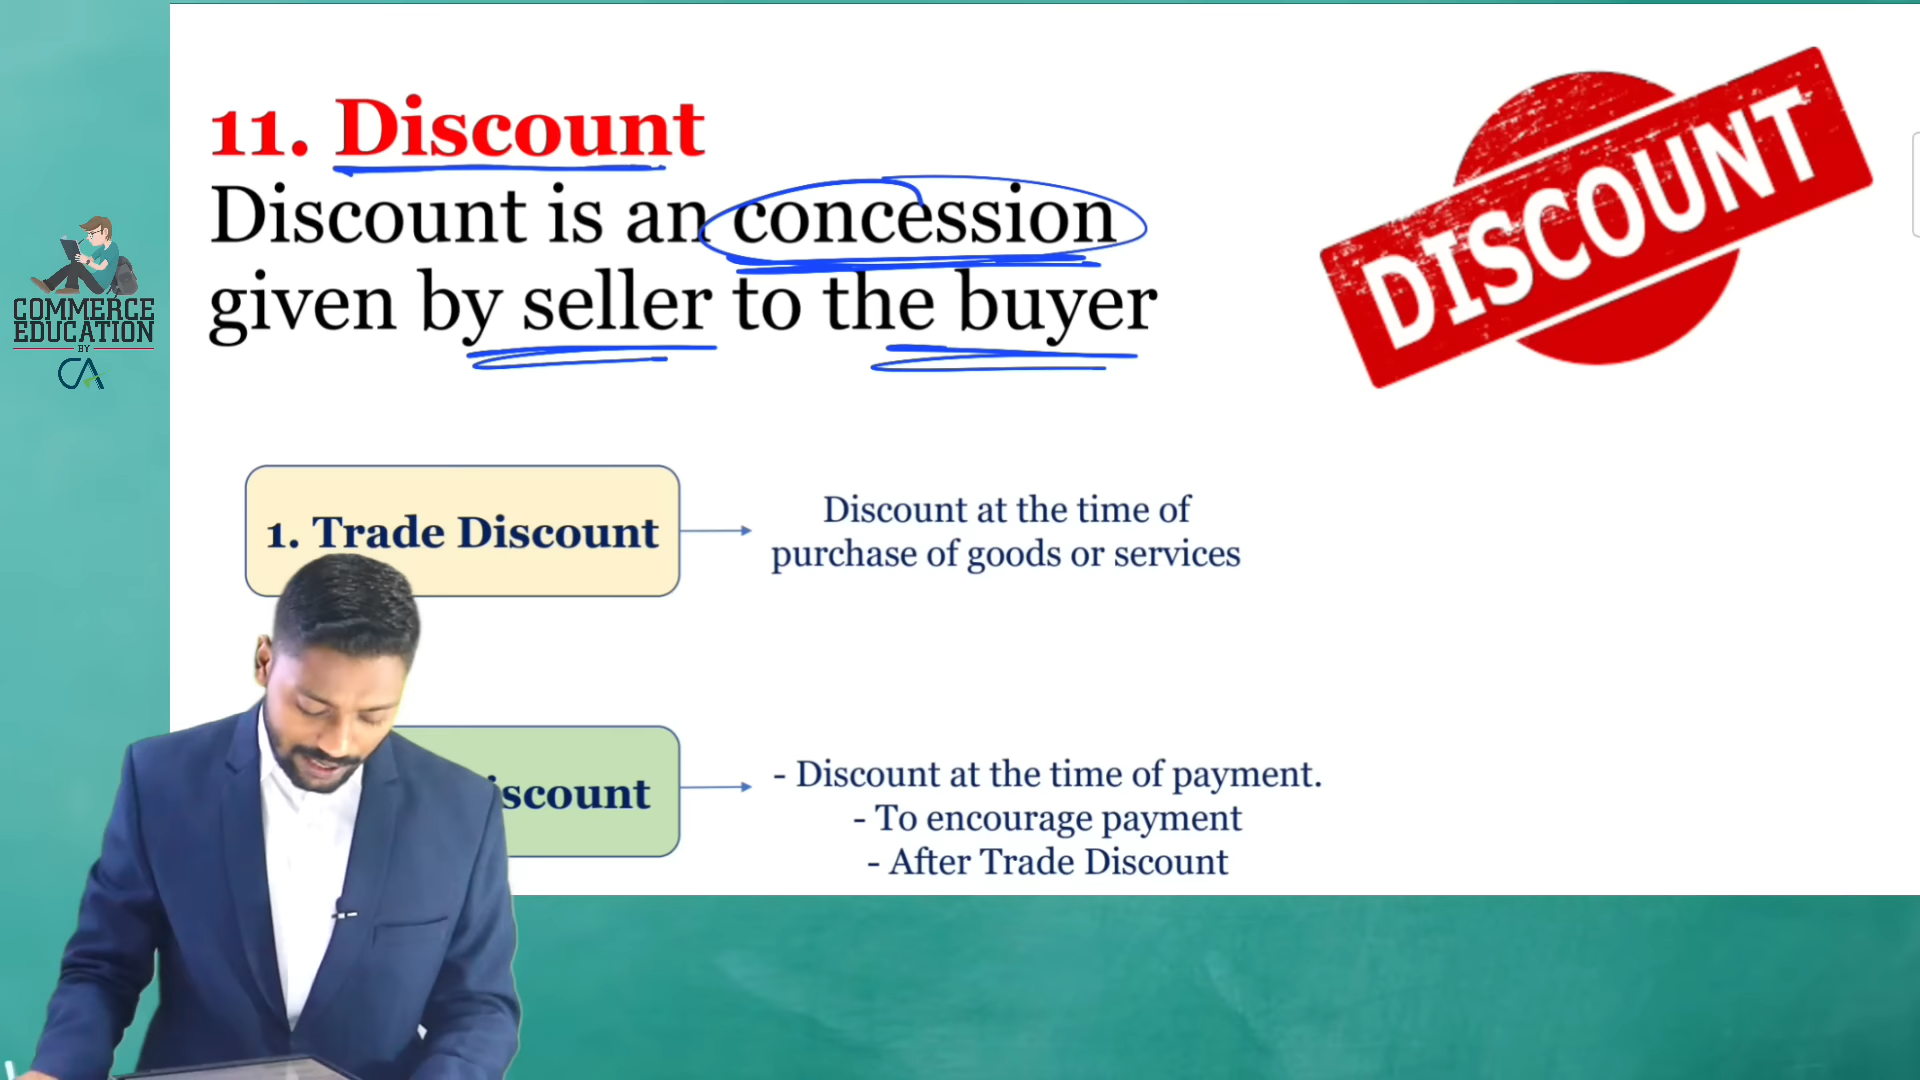 11. Discount
Discount is an concession
given by seller to the buyer
DISCOUNT
COMMERCE
EDUCATION
BY
CA
1. Trade Discount
Discount at the time of
purchase of goods or services
- Discount at the time of payment.
- To encourage payment
- After Trade Discount